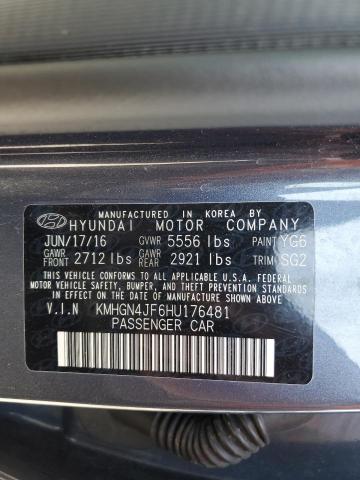 MANUFACTURED IN KOREA BY
HYUNDAI MOTOR COMPANY
JUN/17/16 GVWR 5556 lbs PAINT YG6
GAWR FRONT 2712 lbs GAWR REAR 2921 lbs TRIM SG2
THIS VEHICLE CONFORMS TO ALL APPLICABLE U.S.A. FEDERAL
MOTOR VEHICLE SAFETY, BUMPER, AND THEFT PREVENTION
STANDARDS IN EFFECT ON THE DATE OF MANUFACTURE SHOWN ABOVE.
V.I.N KMHGN4JF6HU176481
PASSENGER CAR